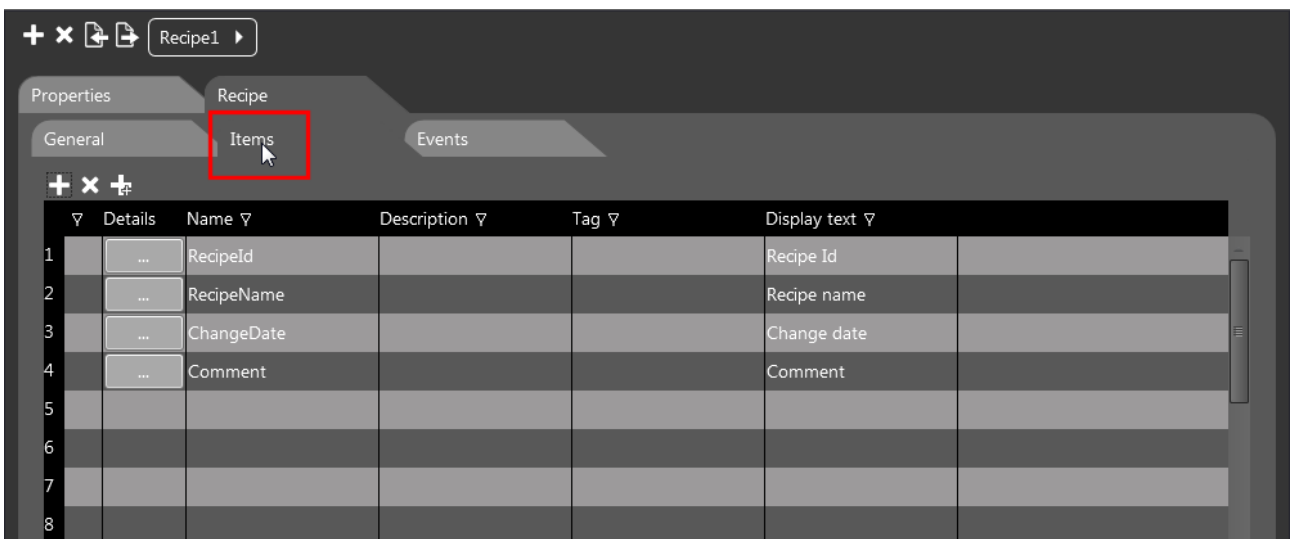 Recipe1
Properties Recipe
General Items Events
Details Name Description Tag Display text
1 ... RecipeId Recipe Id
2 ... RecipeName Recipe name
3 ... ChangeDate Change date
4 ... Comment Comment
5
6
7
8